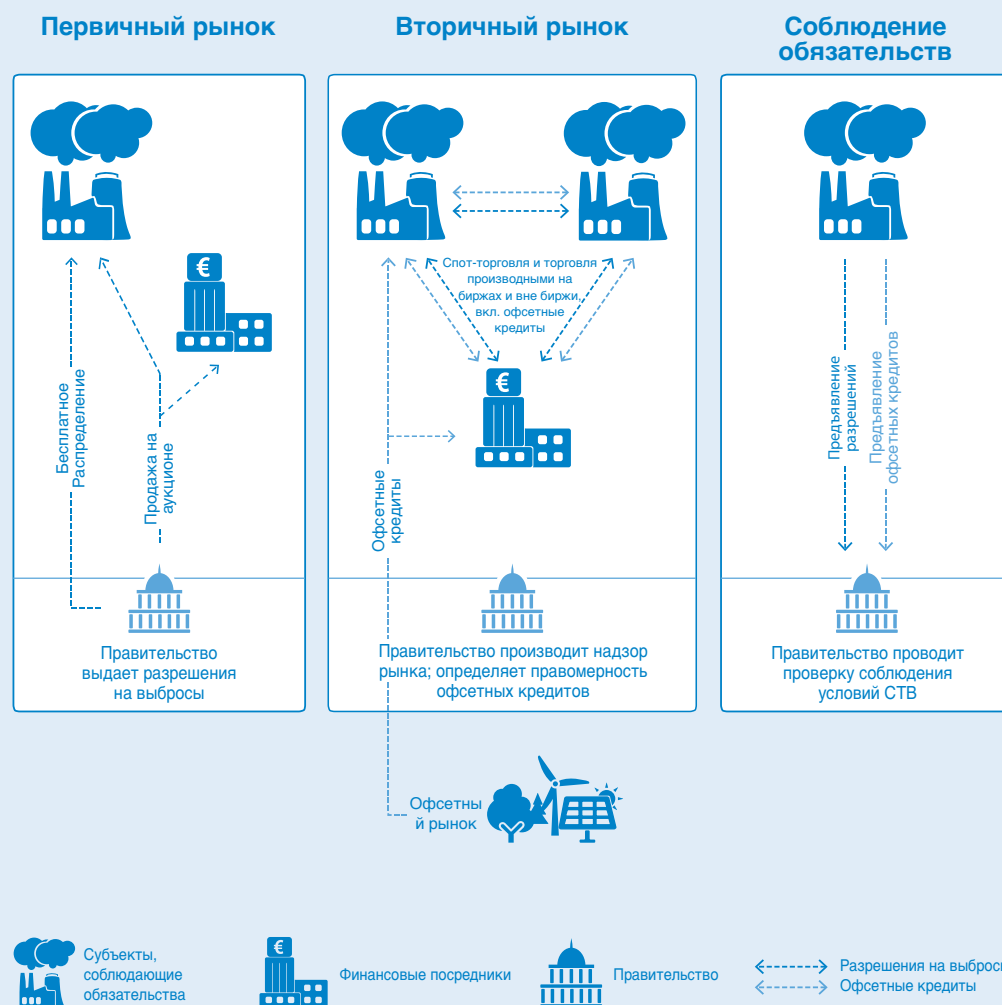 Первичный рынок
Вторичный рынок
Соблюдение
обязательств
€
Бесплатное
Распределение
Продажа на
аукционе
Правительство
выдает разрешения
на выбросы
Спот-торговля и торговля
производными на
биржах и вне биржи,
вкл. офсетные
кредиты
€
Офсетные
кредиты
Правительство производит надзор
рынка; определяет правомерность
офсетных кредитов
Предъявление
разрешений
Предъявление
офсетных кредитов
Правительство проводит
проверку соблюдения
условий СТВ
Офсетны
й рынок
Субъекты,
соблюдающие
обязательства
€
Финансовые посредники
Правительство
Разрешения на выбросы
Офсетные кредиты